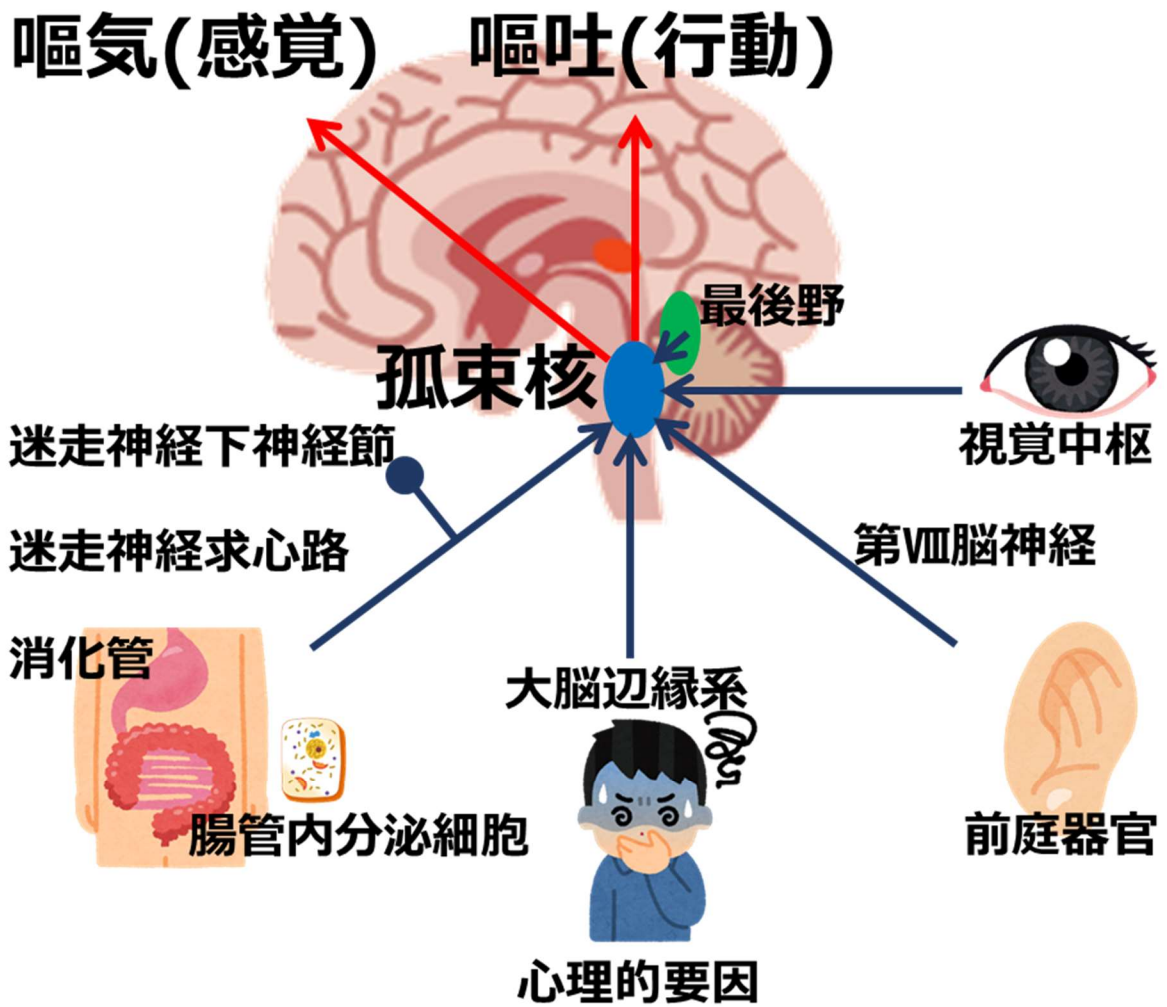 嘔気(感覚)
嘔吐(行動)
最後野
孤束核
視覚中枢
迷走神経下神経節
迷走神経求心路
第Ⅷ脳神経
消化管
大脳辺縁系
腸管内分泌細胞
前庭器官
心理的要因